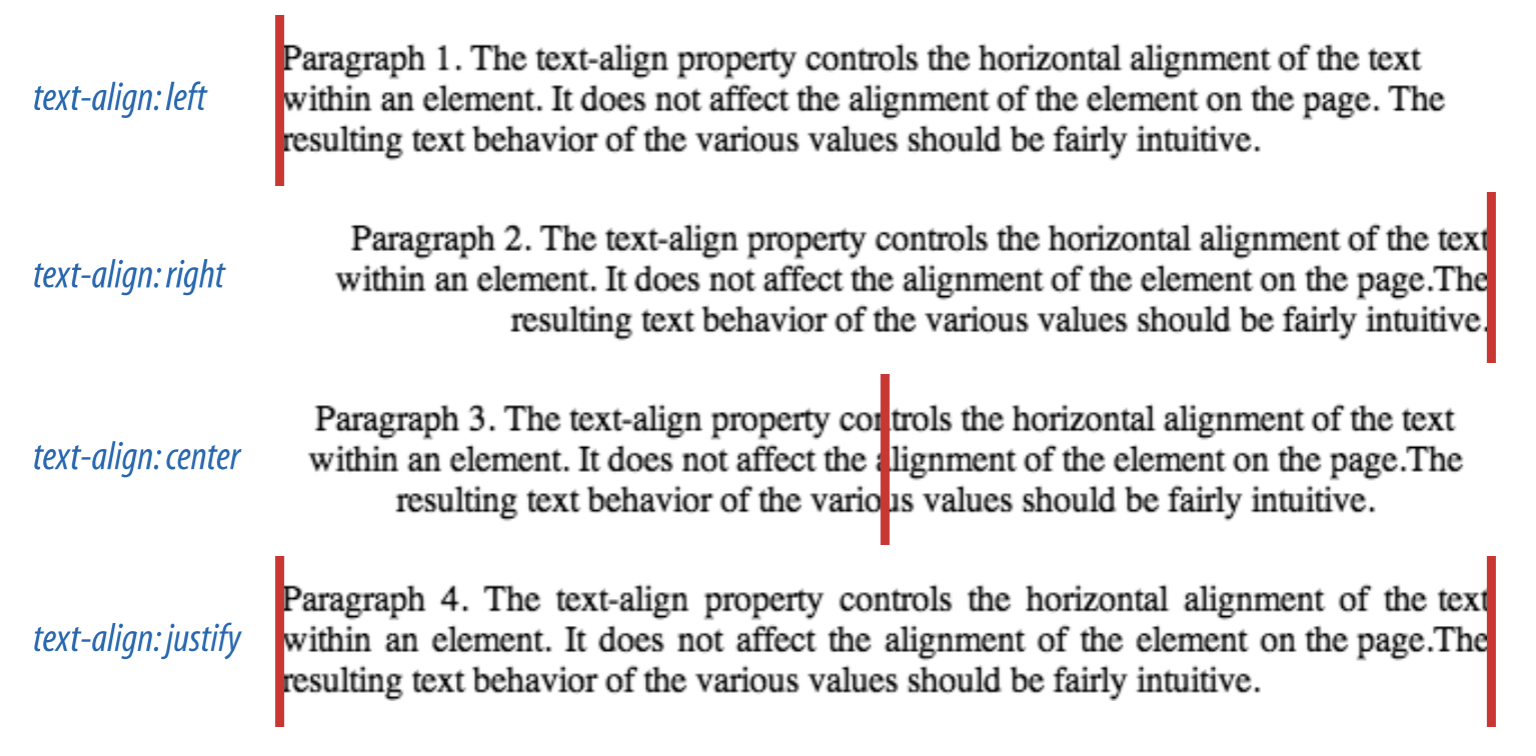 text-align: left
Paragraph 1. The text-align property controls the horizontal alignment of the text
within an element. It does not affect the alignment of the element on the page. The
resulting text behavior of the various values should be fairly intuitive.
text-align: right
Paragraph 2. The text-align property controls the horizontal alignment of the text
within an element. It does not affect the alignment of the element on the page.The
resulting text behavior of the various values should be fairly intuitive.
text-align: center
Paragraph 3. The text-align property controls the horizontal alignment of the text
within an element. It does not affect the alignment of the element on the page.The
resulting text behavior of the various values should be fairly intuitive.
text-align: justify
Paragraph 4. The text-align property controls the horizontal alignment of the text
within an element. It does not affect the alignment of the element on the page.The
resulting text behavior of the various values should be fairly intuitive.